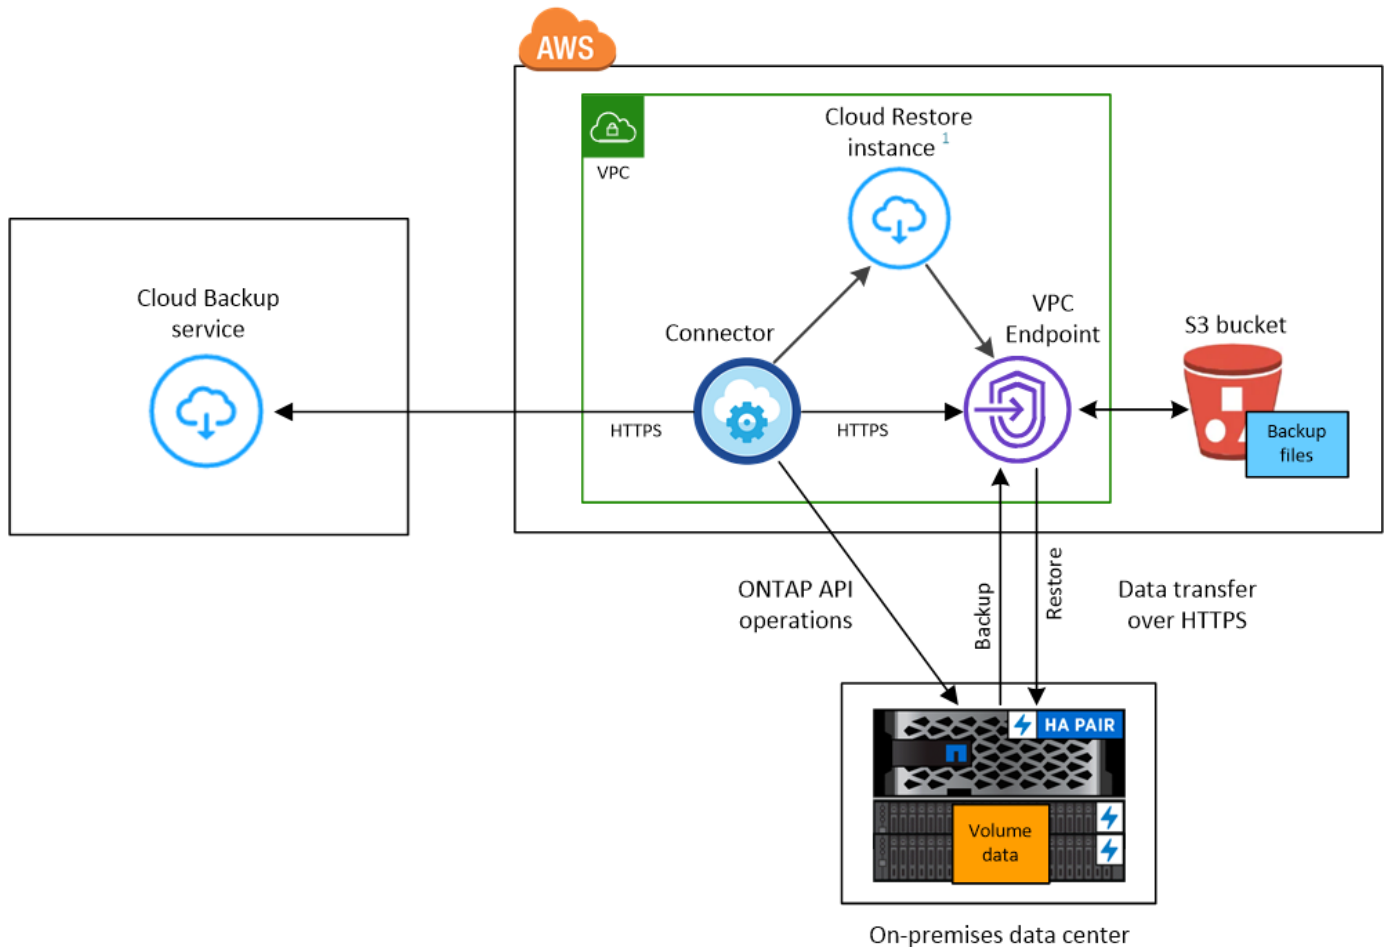 AWS
VPC
Cloud Restore
instance 1
Cloud Backup
service
Connector
VPC
Endpoint
S3 bucket
Backup
files
HTTPS
HTTPS
ONTAP API
operations
Backup
Restore
Data transfer
over HTTPS
HA PAIR
Volume
data
On-premises data center